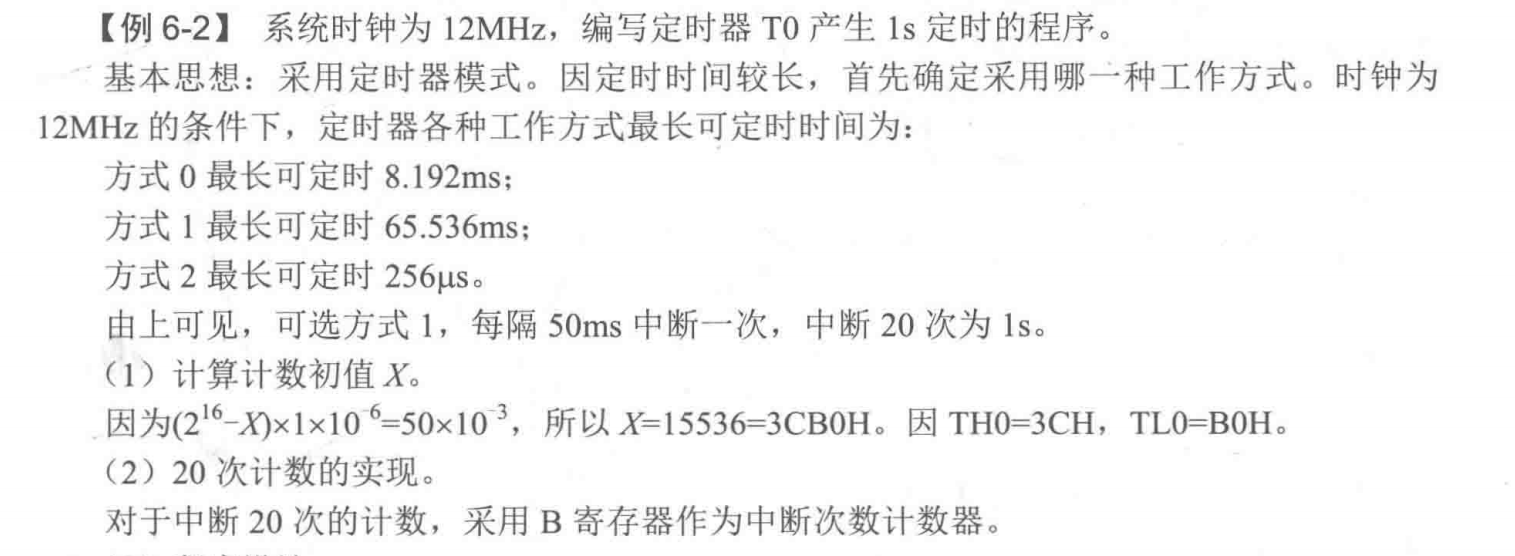 【例 6-2】 系统时钟为 12MHz，编写定时器 T0 产生 1s 定时的程序。
基本思想：采用定时器模式。因定时时间较长，首先确定采用哪一种工作方式。时钟为
12MHz 的条件下，定时器各种工作方式最长可定时时间为：
方式 0 最长可定时 8.192ms；
方式 1 最长可定时 65.536ms；
方式 2 最长可定时 256μs。
由上可见，可选方式 1，每隔 50ms 中断一次，中断 20 次为 1s。
（1）计算计数初值 X。
因为(2¹⁶−X)×1×10⁻⁶=50×10⁻³，所以 X=15536=3CB0H。因 TH0=3CH，TL0=B0H。
（2）20 次计数的实现。
对于中断 20 次的计数，采用 B 寄存器作为中断次数计数器。